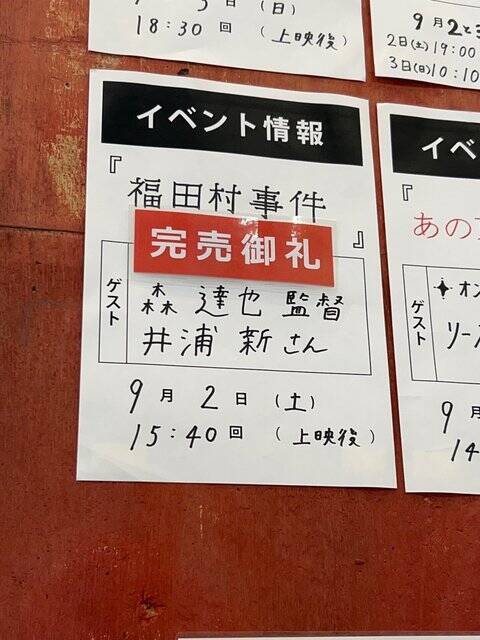 18:30 回 (上映後)
9月2と3
2日(土)19:00
3日(日)10:10
イベント情報
『
福田村事件
』
完売御礼
ゲスト
森 達也 監督
井浦 新さん
9月 2日 (土)
15:40回 (上映後)
イベ
『
あの
ゲスト
オン
リース
9月
14